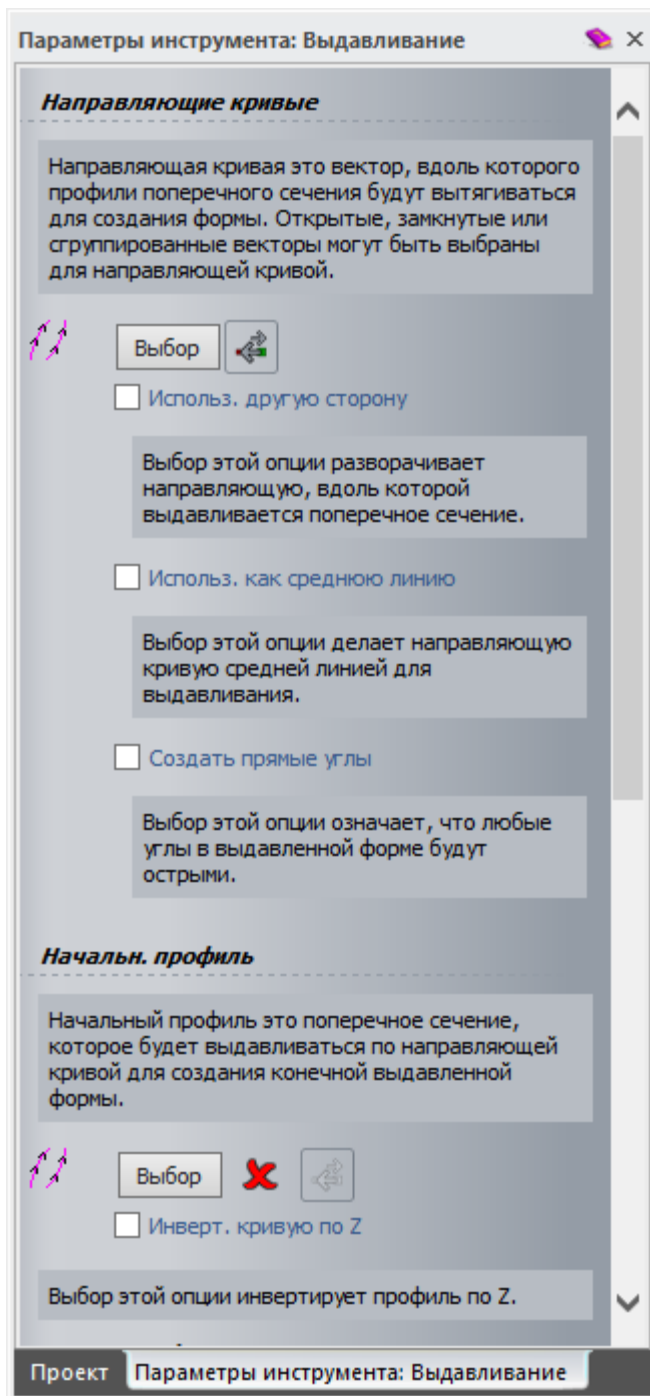 Параметры инструмента: Выдавливание
Направляющие кривые
Направляющая кривая это вектор, вдоль которого
профили поперечного сечения будут вытягиваться
для создания формы. Открытые, замкнутые или
сгруппированные векторы могут быть выбраны
для направляющей кривой.
Выбор
Использ. другую сторону
Выбор этой опции разворачивает
направляющую, вдоль которой
выдавливается поперечное сечение.
Использ. как среднюю линию
Выбор этой опции делает направляющую
кривую средней линией для
выдавливания.
Создать прямые углы
Выбор этой опции означает, что любые
углы в выдавленной форме будут
острыми.
Начальн. профиль
Начальный профиль это поперечное сечение,
которое будет выдавливаться по направляющей
кривой для создания конечной выдавленной
формы.
Выбор
Инверт. кривую по Z
Выбор этой опции инвертирует профиль по Z.
Проект Параметры инструмента: Выдавливание